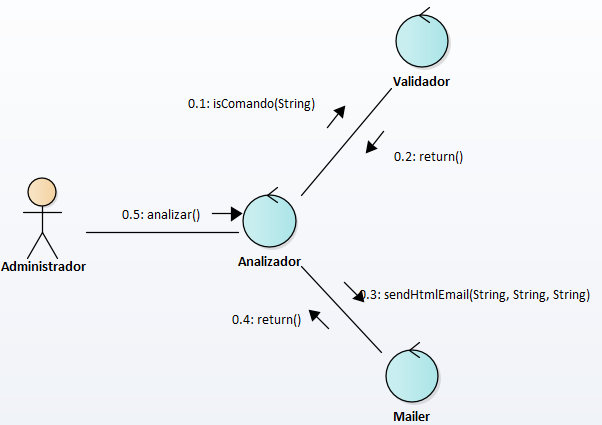 Validador
0.1: isComando(String)
0.2: return()
0.5: analizar()
Administrador
Analizador
0.3: sendHtmlEmail(String, String, String)
0.4: return()
Mailer